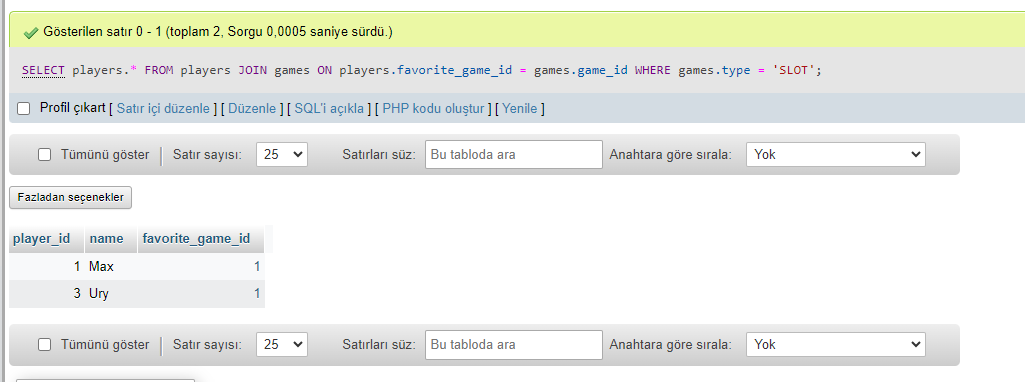 Gösterilen satır 0 - 1 (toplam 2, Sorgu 0,0005 saniye sürdü.)
SELECT players.* FROM players JOIN games ON players.favorite_game_id = games.game_id WHERE games.type = 'SLOT';
Profil çıkart [ Satır içi düzenle ] [ Düzenle ] [ SQL'i açıkla ] [ PHP kodu oluştur ] [ Yenile ]
Tümünü göster Satır sayısı: 25 Satırları süz: Bu tabloda ara Anahtara göre sırala: Yok
Fazladan seçenekler
player_id name favorite_game_id
1 Max 1
3 Ury 1
Tümünü göster Satır sayısı: 25 Satırları süz: Bu tabloda ara Anahtara göre sırala: Yok